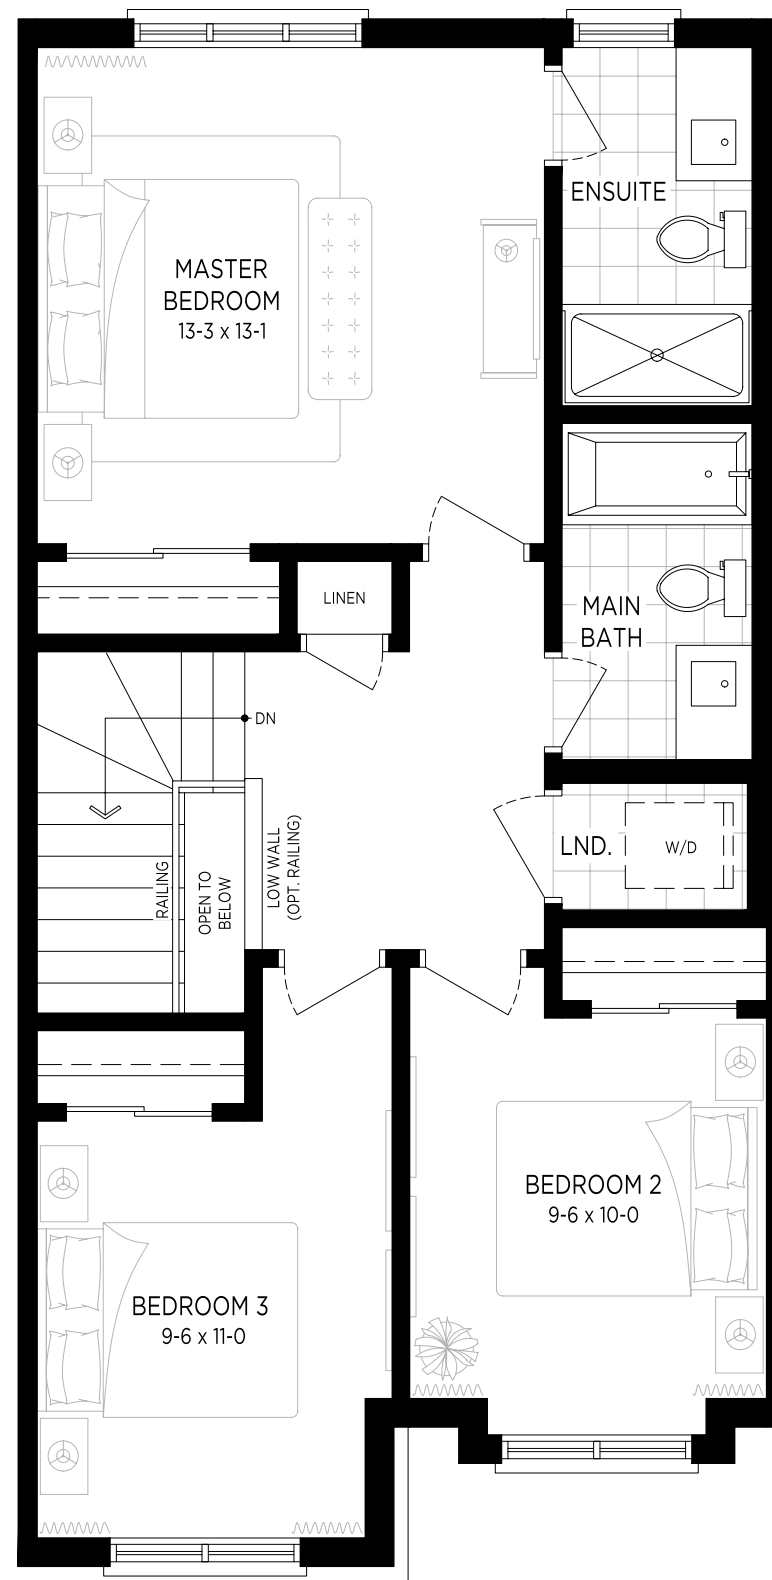 ENSUITE
MASTER
BEDROOM
13-3 x 13-1
LINEN
MAIN
BATH
DN
LND.
W/D
RAILING
OPEN TO
BELOW
LOW WALL
(OPT. RAILING)
BEDROOM 2
9-6 x 10-0
BEDROOM 3
9-6 x 11-0